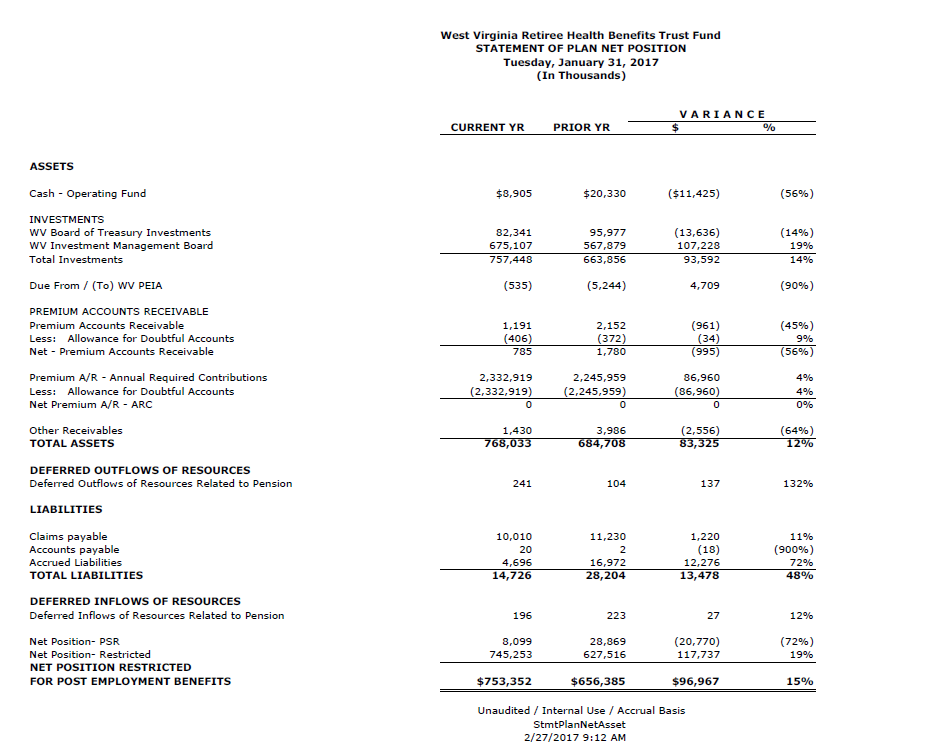 West Virginia Retiree Health Benefits Trust Fund
STATEMENT OF PLAN NET POSITION
Tuesday, January 31, 2017
(In Thousands)
V A R I A N C E
CURRENT YR PRIOR YR $ %
ASSETS
Cash - Operating Fund $8,905 $20,330 ($11,425) (56%)
INVESTMENTS
WV Board of Treasury Investments 82,341 95,977 (13,636) (14%)
WV Investment Management Board 675,107 567,879 107,228 19%
Total Investments 757,448 663,856 93,592 14%
Due From / (To) WV PEIA (535) (5,244) 4,709 (90%)
PREMIUM ACCOUNTS RECEIVABLE
Premium Accounts Receivable 1,191 2,152 (961) (45%)
Less: Allowance for Doubtful Accounts (406) (372) (34) 9%
Net - Premium Accounts Receivable 785 1,780 (995) (56%)
Premium A/R - Annual Required Contributions 2,332,919 2,245,959 86,960 4%
Less: Allowance for Doubtful Accounts (2,332,919) (2,245,959) (86,960) 4%
Net Premium A/R - ARC 0 0 0 0%
Other Receivables 1,430 3,986 (2,556) (64%)
TOTAL ASSETS 768,033 684,708 83,325 12%
DEFERRED OUTFLOWS OF RESOURCES
Deferred Outflows of Resources Related to Pension 241 104 137 132%
LIABILITIES
Claims payable 10,010 11,230 1,220 11%
Accounts payable 20 2 (18) (900%)
Accrued Liabilities 4,696 16,972 12,276 72%
TOTAL LIABILITIES 14,726 28,204 13,478 48%
DEFERRED INFLOWS OF RESOURCES
Deferred Inflows of Resources Related to Pension 196 223 27 12%
Net Position- PSR 8,099 28,869 (20,770) (72%)
Net Position- Restricted 745,253 627,516 117,737 19%
NET POSITION RESTRICTED
FOR POST EMPLOYMENT BENEFITS $753,352 $656,385 $96,967 15%
Unaudited / Internal Use / Accrual Basis
StmtPlanNetAsset
2/27/2017 9:12 AM